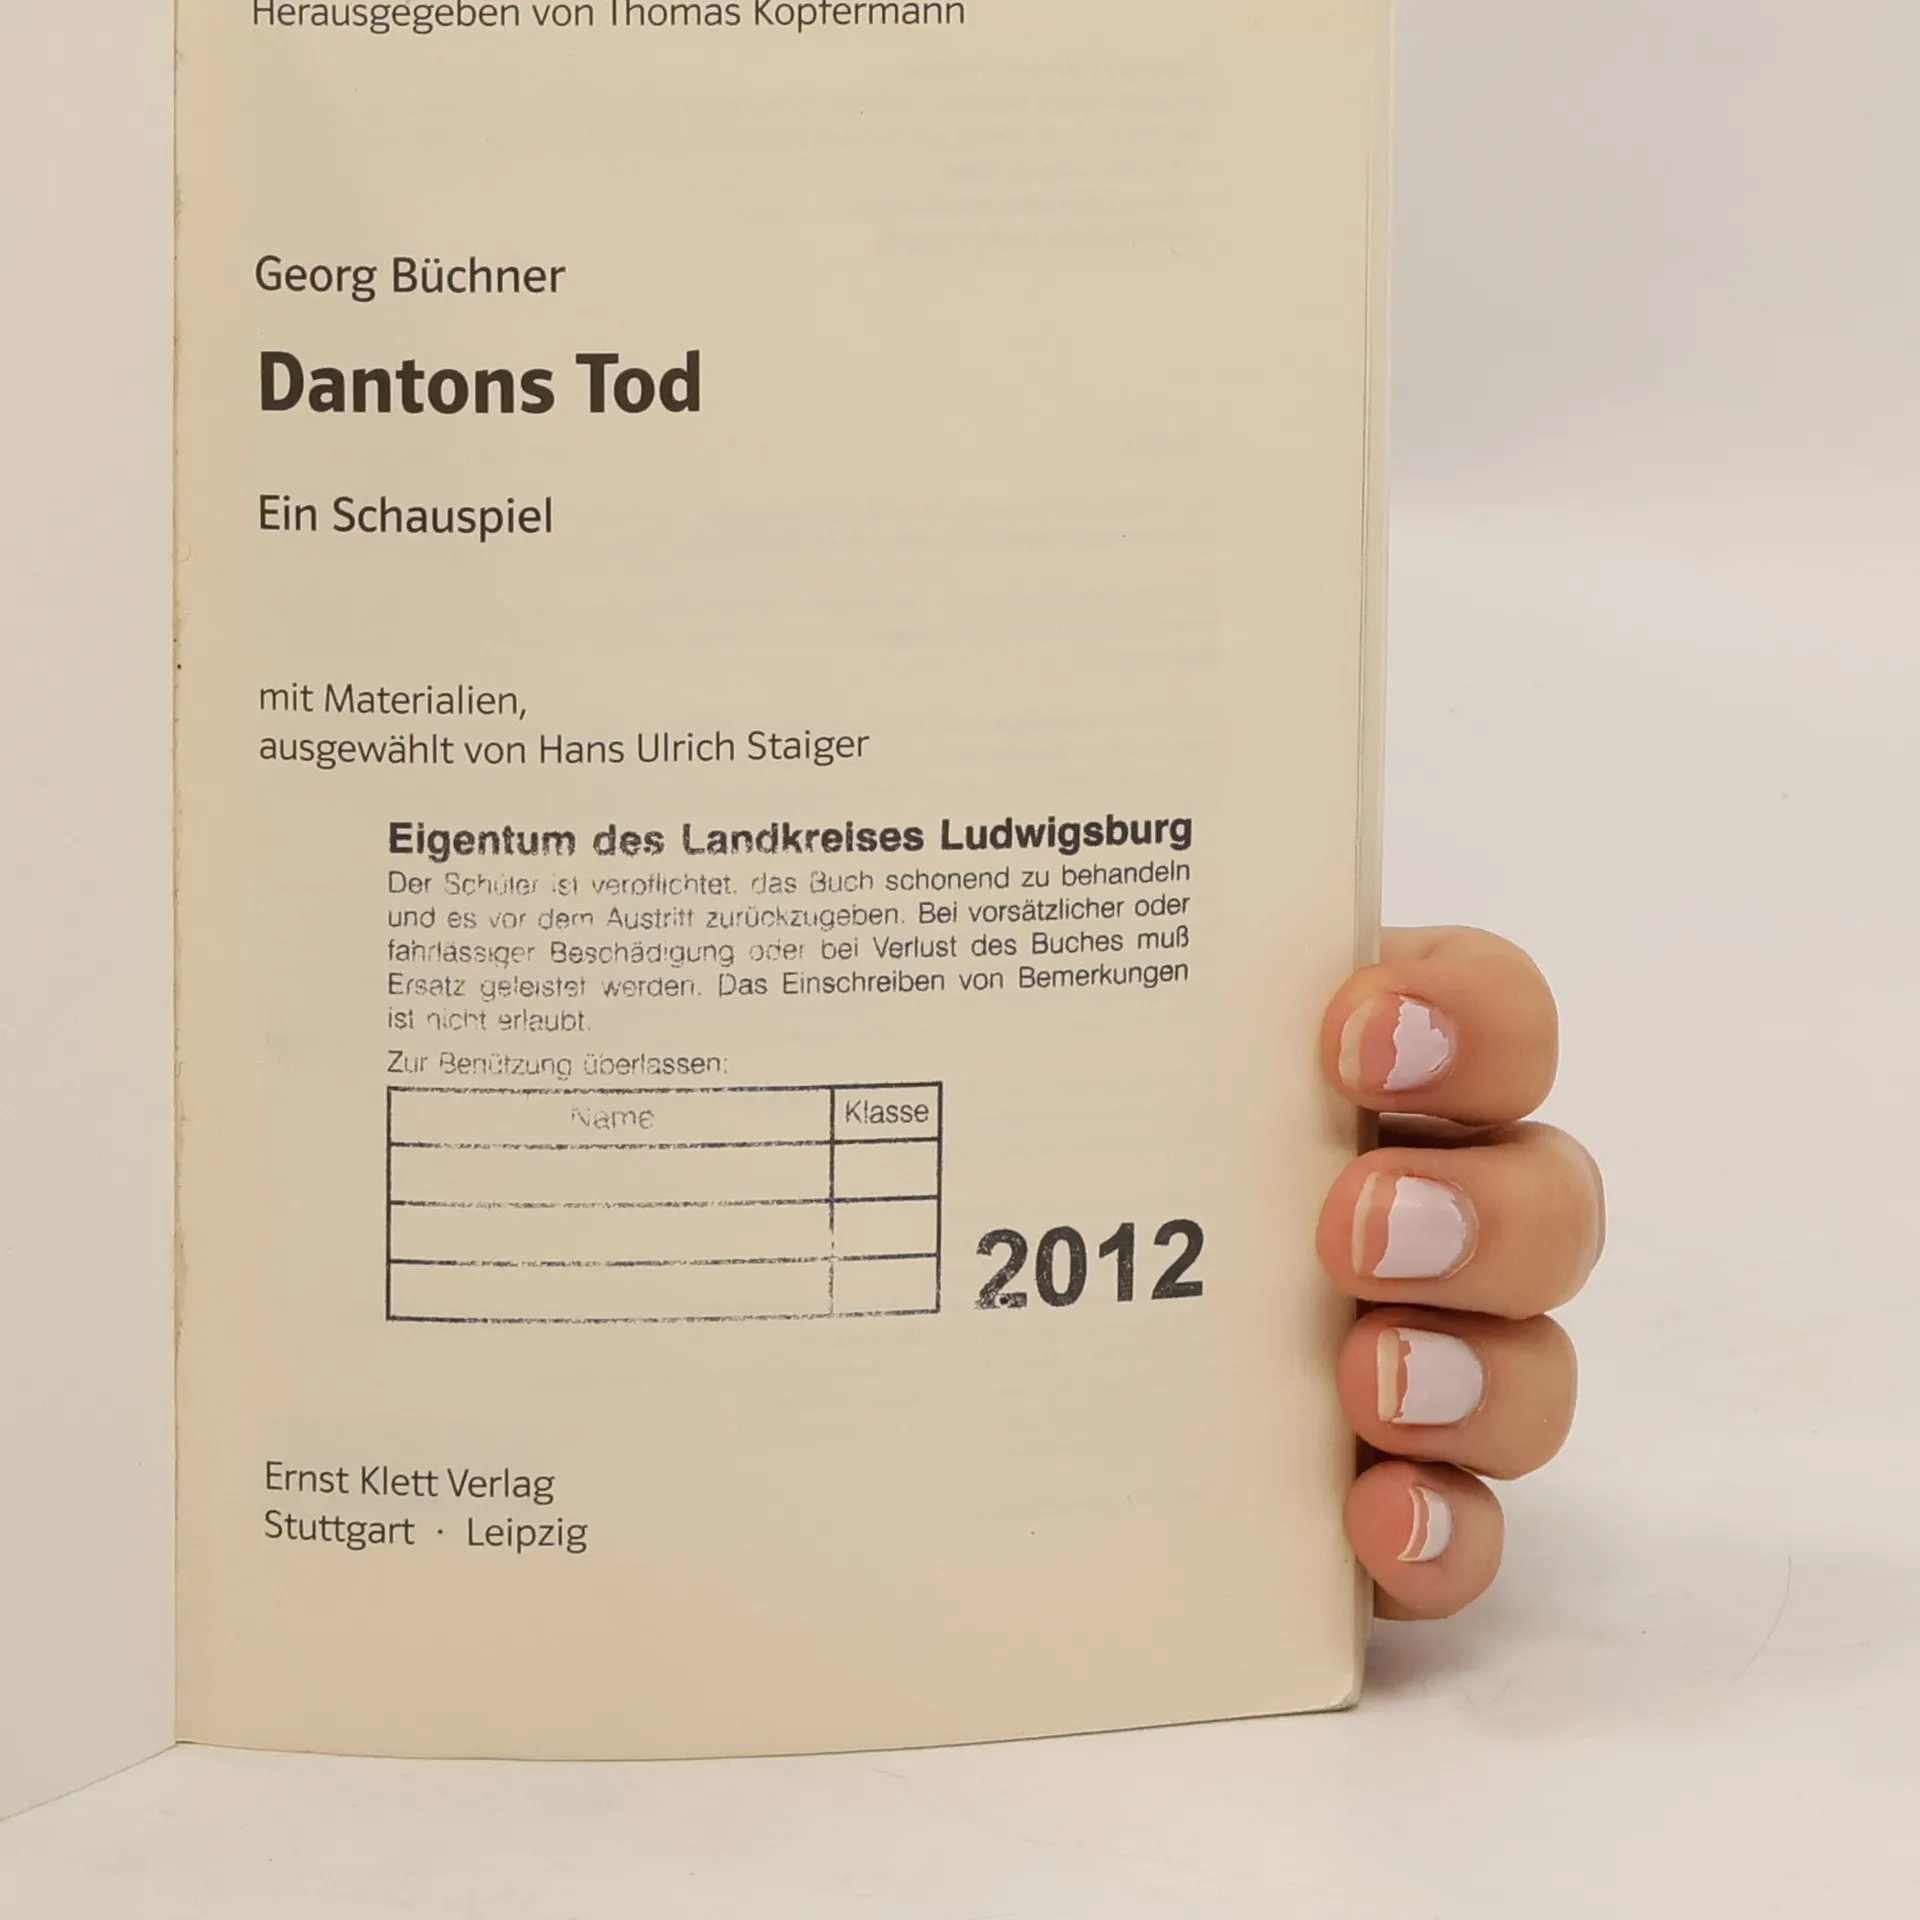 Herausgegeben von Thomas Kopfermann
Georg Büchner
Dantons Tod
Ein Schauspiel
mit Materialien,
ausgewählt von Hans Ulrich Staiger
Eigentum des Landkreises Ludwigsburg
Der Schüler ist verpflichtet, das Buch schonend zu behandeln
und es vor dem Austritt zurückzugeben. Bei vorsätzlicher oder
fahrlässiger Beschädigung oder bei Verlust des Buches muß
Ersatz geleistet werden. Das Einschreiben von Bemerkungen
ist nicht erlaubt.
Zur Benützung überlassen:
Name Klasse
2012
Ernst Klett Verlag
Stuttgart · Leipzig